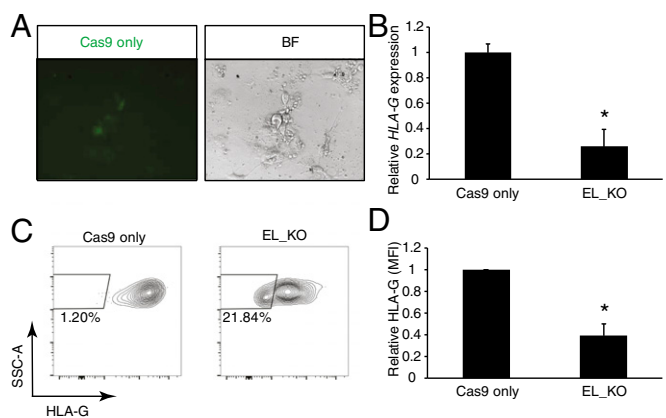 A
Cas9 only
BF
B
Relative HLA-G expression
1.2
1
0.8
0.6
0.4
0.2
0
*
Cas9 only
EL_KO
C
Cas9 only
EL_KO
1.20%
21.84%
SSC-A
HLA-G
D
Relative HLA-G (MFI)
1.2
1
0.8
0.6
0.4
0.2
0
*
Cas9 only
EL_KO